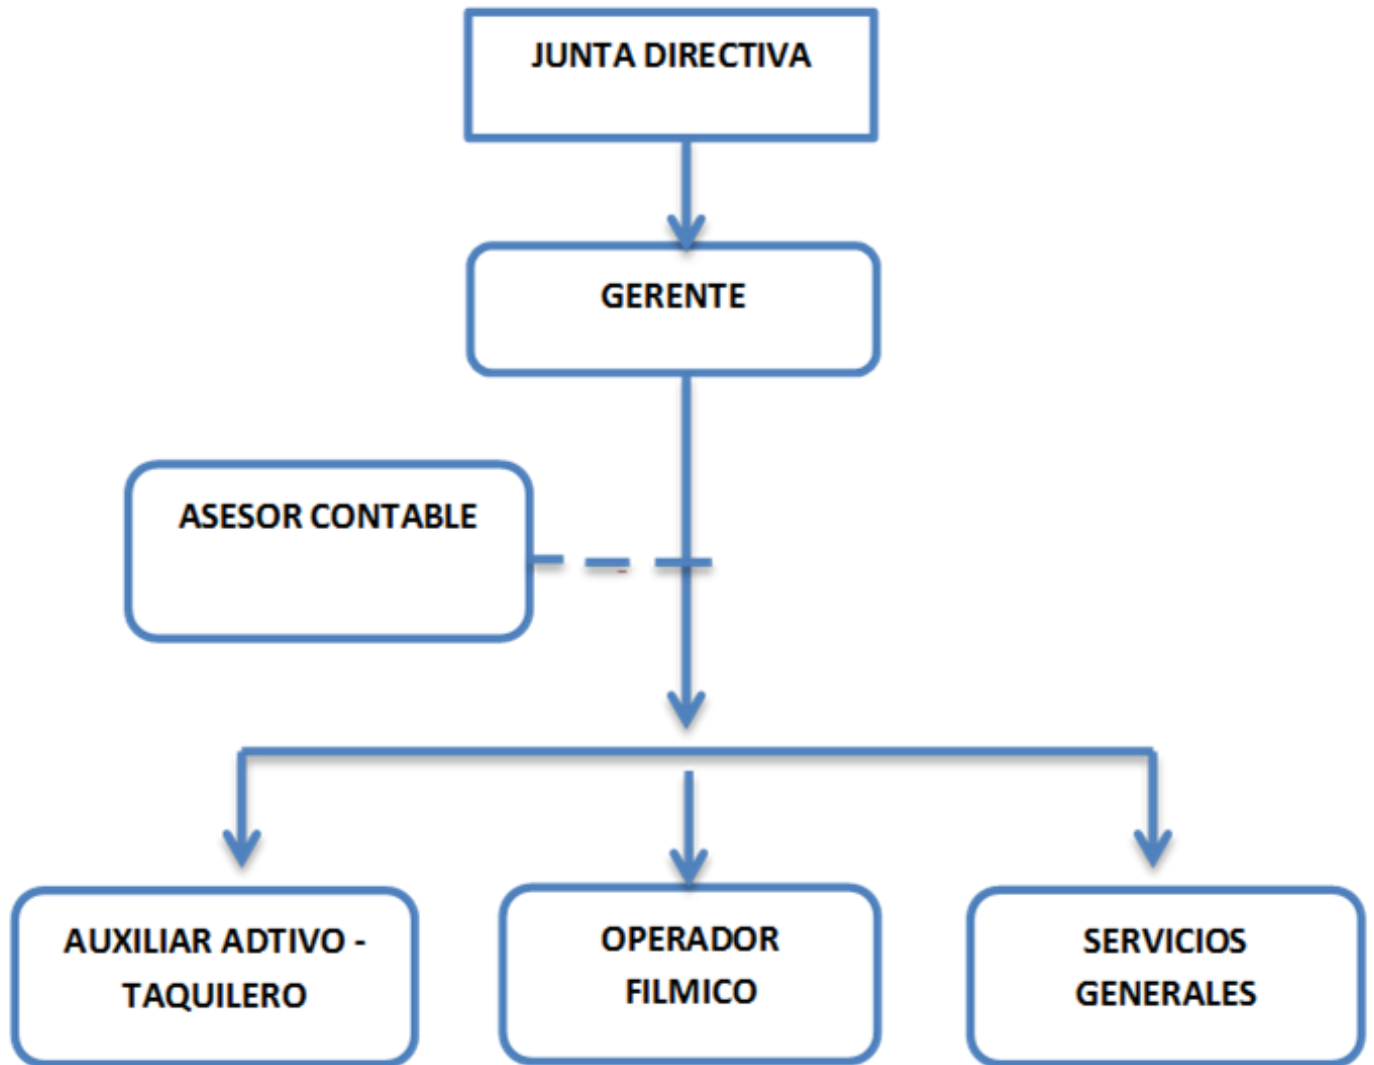 JUNTA DIRECTIVA
GERENTE
ASESOR CONTABLE
AUXILIAR ADTIVO -
TAQUILERO
OPERADOR
FILMICO
SERVICIOS
GENERALES